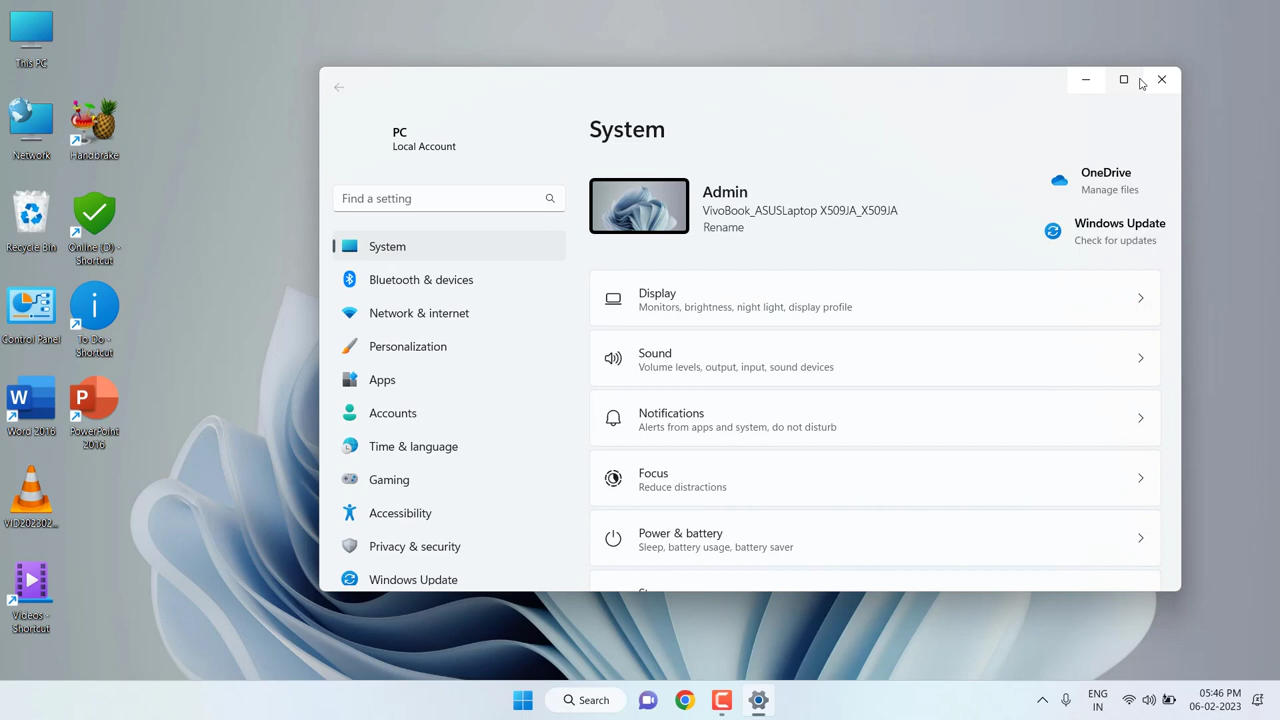 This PC
Network
Handbrake
Recycle Bin
Online (D) -
Shortcut
Control Panel
To Do -
Shortcut
Word 2016
PowerPoint
2016
VID202302...
Videos -
Shortcut
PC
Local Account
Find a setting
System
Bluetooth & devices
Network & internet
Personalization
Apps
Accounts
Time & language
Gaming
Accessibility
Privacy & security
Windows Update
System
Admin
VivoBook_ASUSLaptop X509JA_X509JA
Rename
OneDrive
Manage files
Windows Update
Check for updates
Display
Monitors, brightness, night light, display profile
Sound
Volume levels, output, input, sound devices
Notifications
Alerts from apps and system, do not disturb
Focus
Reduce distractions
Power & battery
Sleep, battery usage, battery saver
Search
ENG
IN
05:46 PM
06-02-2023